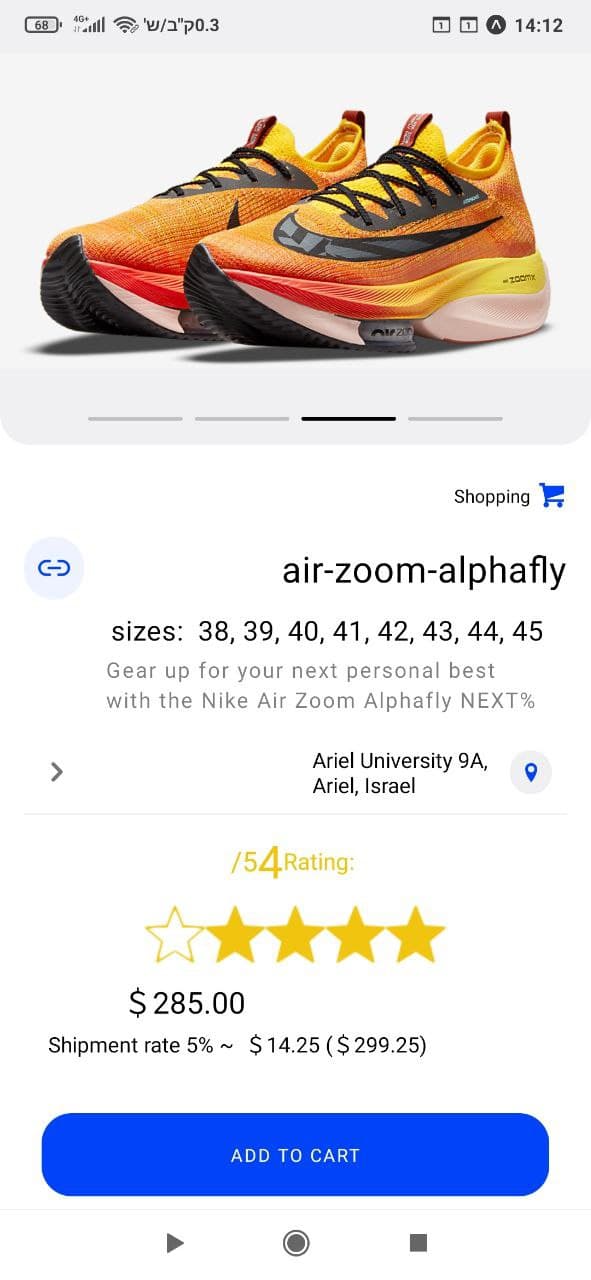 68 4G+ 0.3ק"ב/ש' 1 1 14:12
ZOOMX
Shopping
air-zoom-alphafly
sizes: 38, 39, 40, 41, 42, 43, 44, 45
Gear up for your next personal best
with the Nike Air Zoom Alphafly NEXT%
Ariel University 9A,
Ariel, Israel
/54Rating:
$ 285.00
Shipment rate 5% ~ $ 14.25 ( $ 299.25)
ADD TO CART